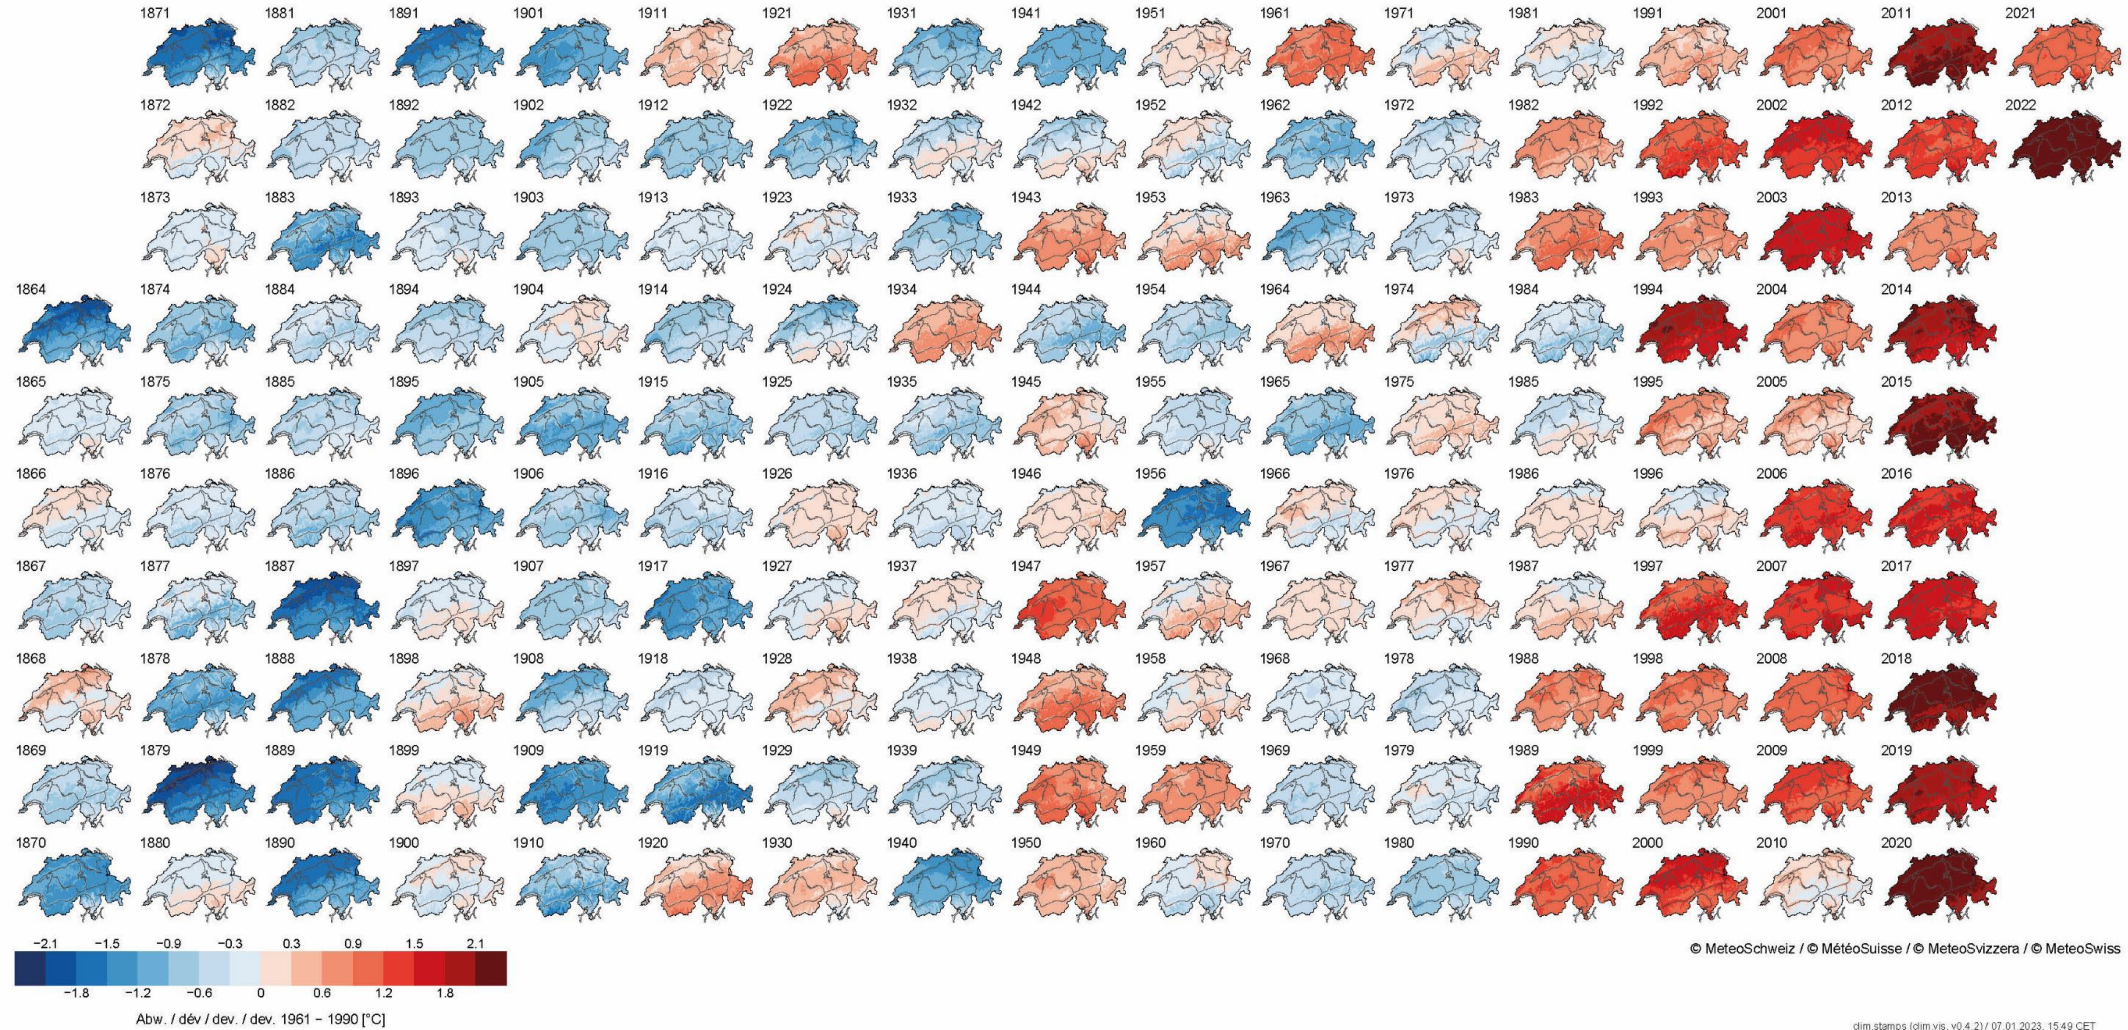 1871 1881 1891 1901 1911 1921 1931 1941 1951 1961 1971 1981 1991 2001 2011 2021
1872 1882 1892 1902 1912 1922 1932 1942 1952 1962 1972 1982 1992 2002 2012 2022
1873 1883 1893 1903 1913 1923 1933 1943 1953 1963 1973 1983 1993 2003 2013
1864 1874 1884 1894 1904 1914 1924 1934 1944 1954 1964 1974 1984 1994 2004 2014
1865 1875 1885 1895 1905 1915 1925 1935 1945 1955 1965 1975 1985 1995 2005 2015
1866 1876 1886 1896 1906 1916 1926 1936 1946 1956 1966 1976 1986 1996 2006 2016
1867 1877 1887 1897 1907 1917 1927 1937 1947 1957 1967 1977 1987 1997 2007 2017
1868 1878 1888 1898 1908 1918 1928 1938 1948 1958 1968 1978 1988 1998 2008 2018
1869 1879 1889 1899 1909 1919 1929 1939 1949 1959 1969 1979 1989 1999 2009 2019
1870 1880 1890 1900 1910 1920 1930 1940 1950 1960 1970 1980 1990 2000 2010 2020
−2.1 −1.5 −0.9 −0.3 0.3 0.9 1.5 2.1
−1.8 −1.2 −0.6 0 0.6 1.2 1.8
Abw. / dév / dev. / dev. 1961 − 1990 [°C]
© MeteoSchweiz / © MétéoSuisse / © MeteoSvizzera / © MeteoSwiss
clim.stamps (clim.vis, v0.4.2) / 07.01.2023, 15:49 CET